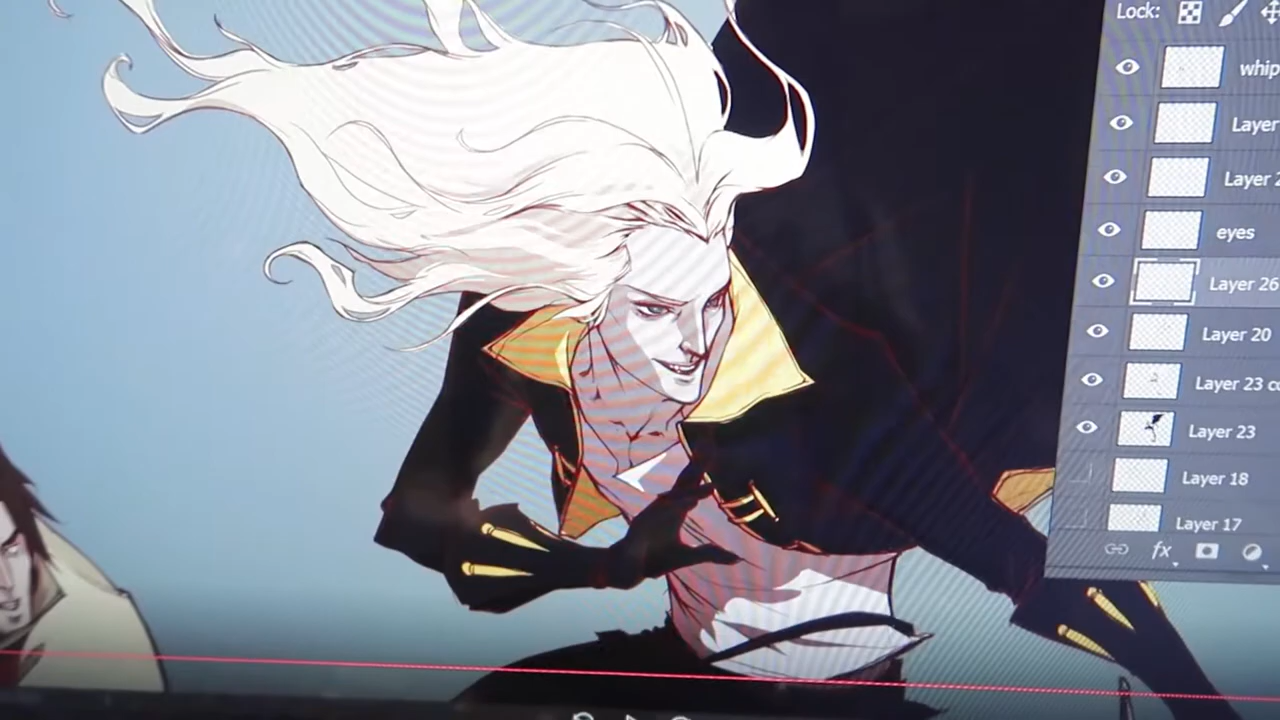 Lock:
whip
Layer
Layer 2
eyes
Layer 26
Layer 20
Layer 23 co
Layer 23
Layer 18
Layer 17
fx